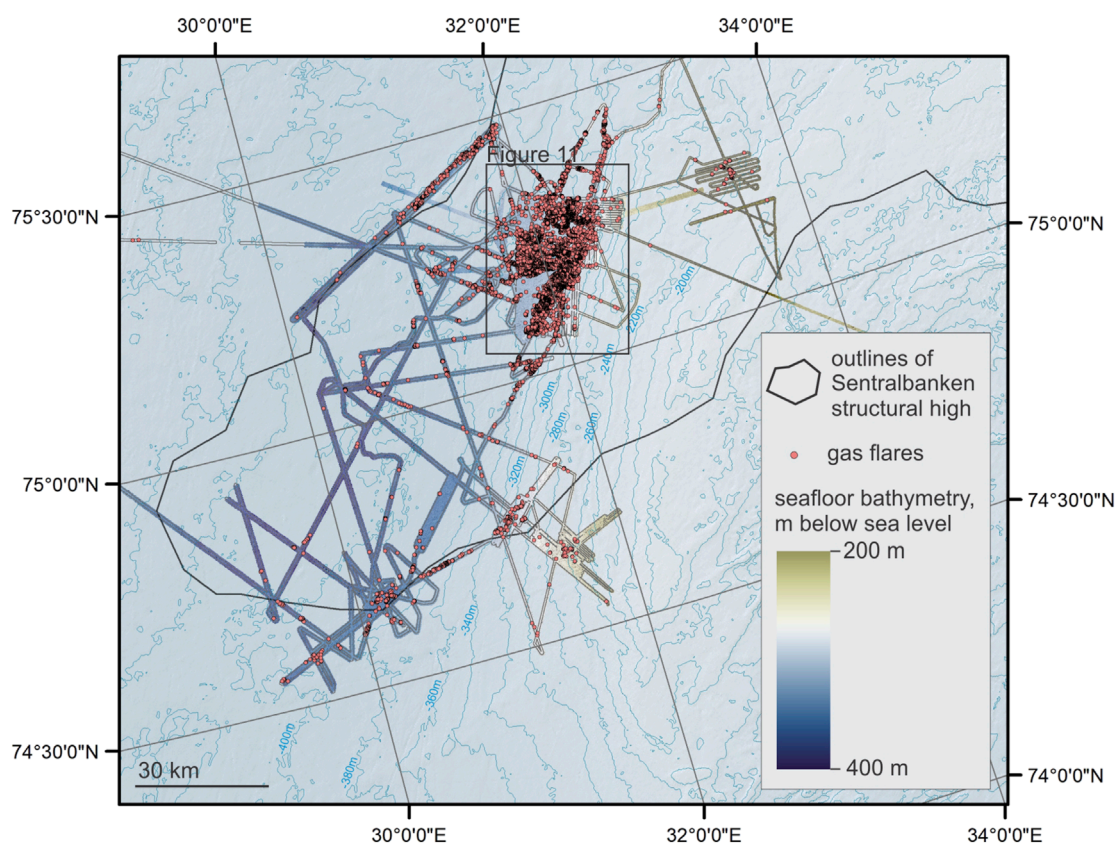 30°0'0"E
32°0'0"E
34°0'0"E
Figure 11
75°30'0"N
75°0'0"N
-200m
-220m
-240m
-300m
-280m
-260m
-320m
outlines of
Sentralbanken
structural high
gas flares
seafloor bathymetry,
m below sea level
200 m
400 m
75°0'0"N
74°30'0"N
-340m
-360m
-400m
-380m
74°30'0"N
74°0'0"N
30 km
30°0'0"E
32°0'0"E
34°0'0"E